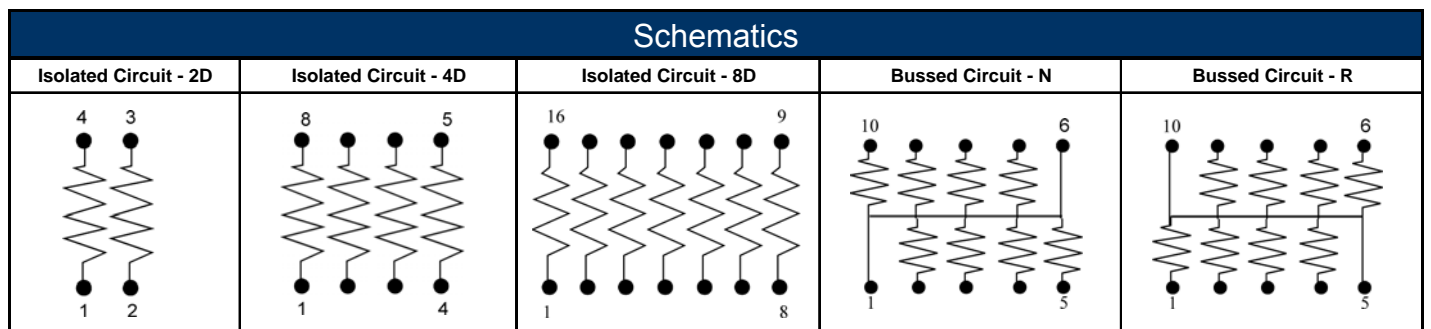 Schematics
Isolated Circuit - 2D
Isolated Circuit - 4D
Isolated Circuit - 8D
Bussed Circuit - N
Bussed Circuit - R
4 3
1 2
8 5
1 4
16 9
1 8
10 6
1 5
10 6
1 5